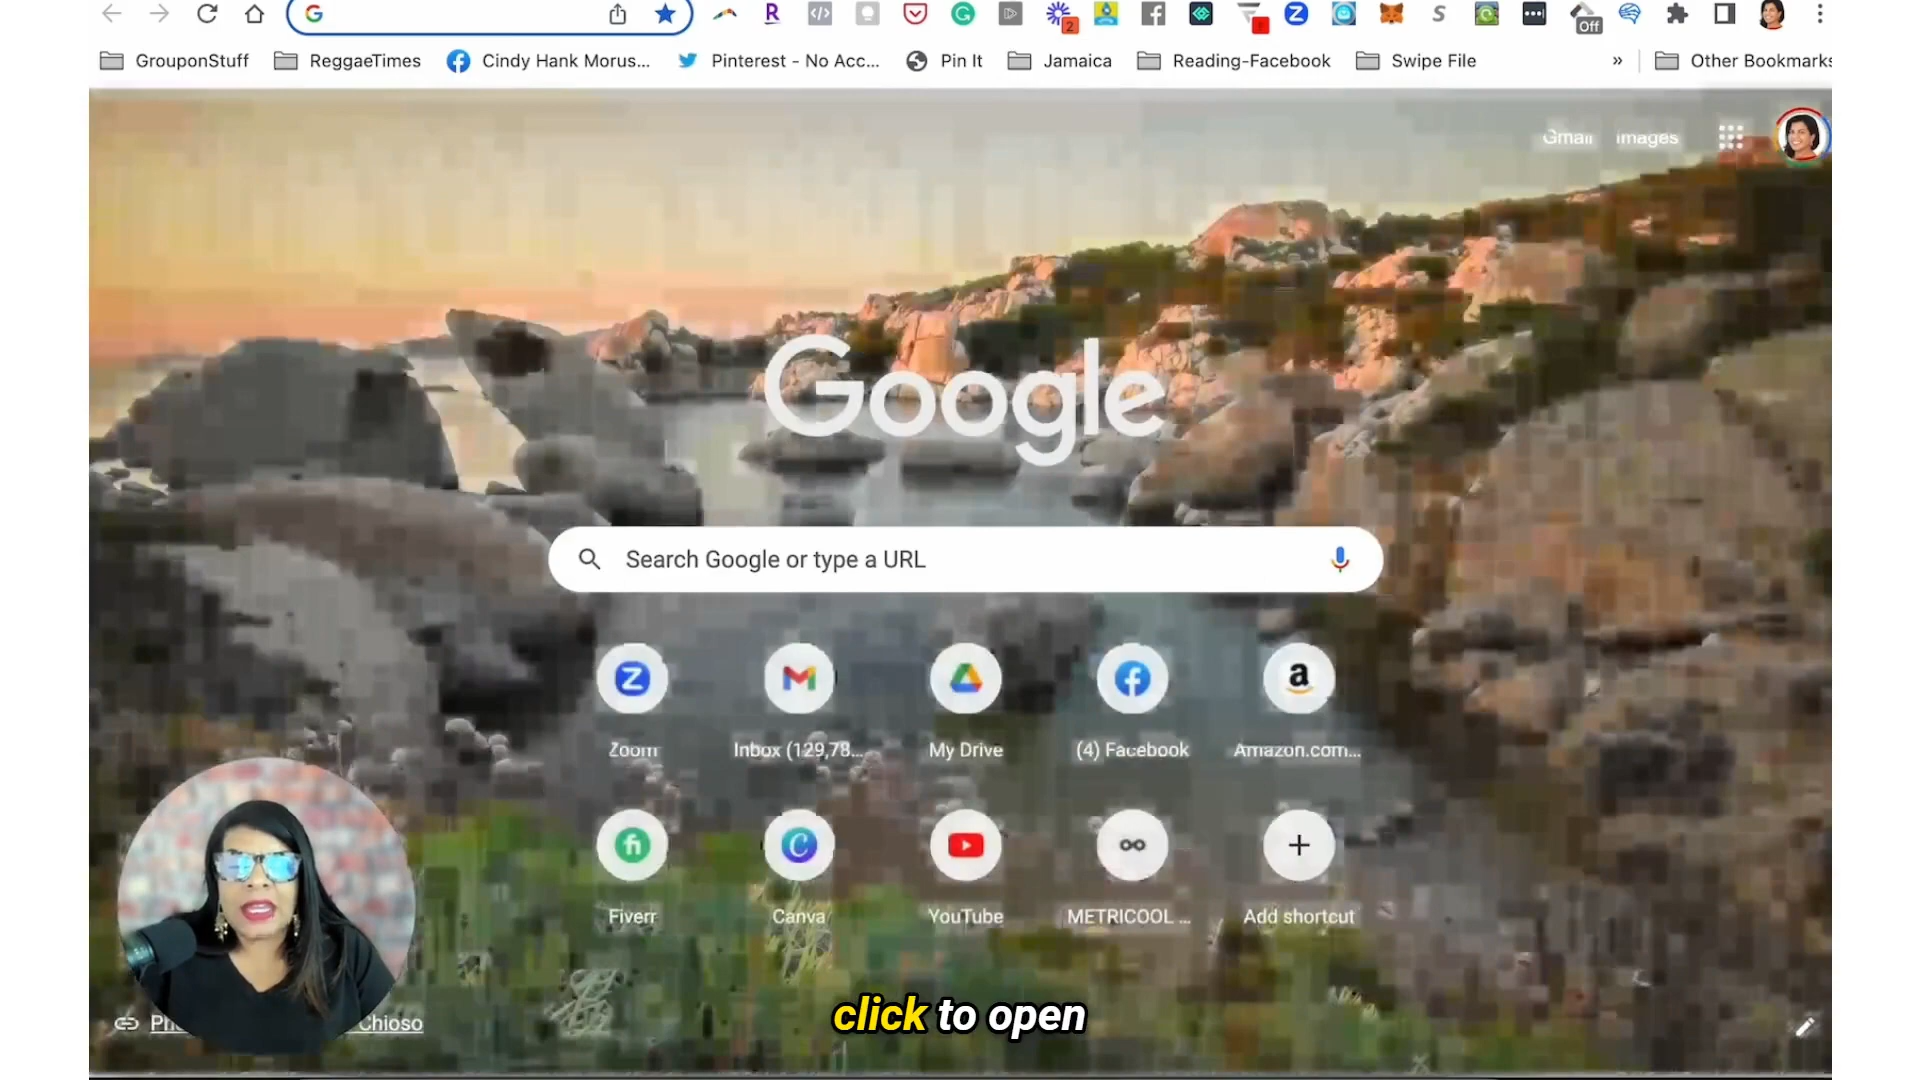 2
Off
GrouponStuff
ReggaeTimes
Cindy Hank Morus...
Pinterest - No Acc...
Pin It
Jamaica
Reading-Facebook
Swipe File
»
Other Bookmarks
Gmail
Images
Google
Search Google or type a URL
Zoom
Inbox (129,78...
My Drive
(4) Facebook
Amazon.com...
Fiverr
Canva
YouTube
METRICOOL ...
Add shortcut
Chioso
click to open